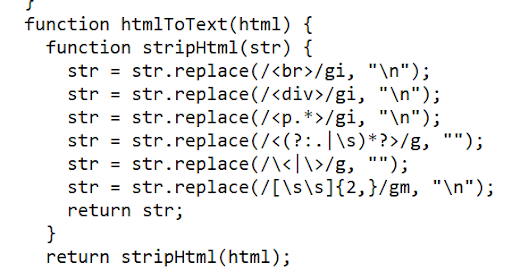 }
function htmlToText(html) {
function stripHtml(str) {
str = str.replace(/<br>/gi, "\n");
str = str.replace(/<div>/gi, "\n");
str = str.replace(/<p.*>/gi, "\n");
str = str.replace(/<(?:.|\s)*?>/g, "");
str = str.replace(/\<|\>/g, "");
str = str.replace(/[\s\s]{2,}/gm, "\n");
return str;
}
return stripHtml(html);